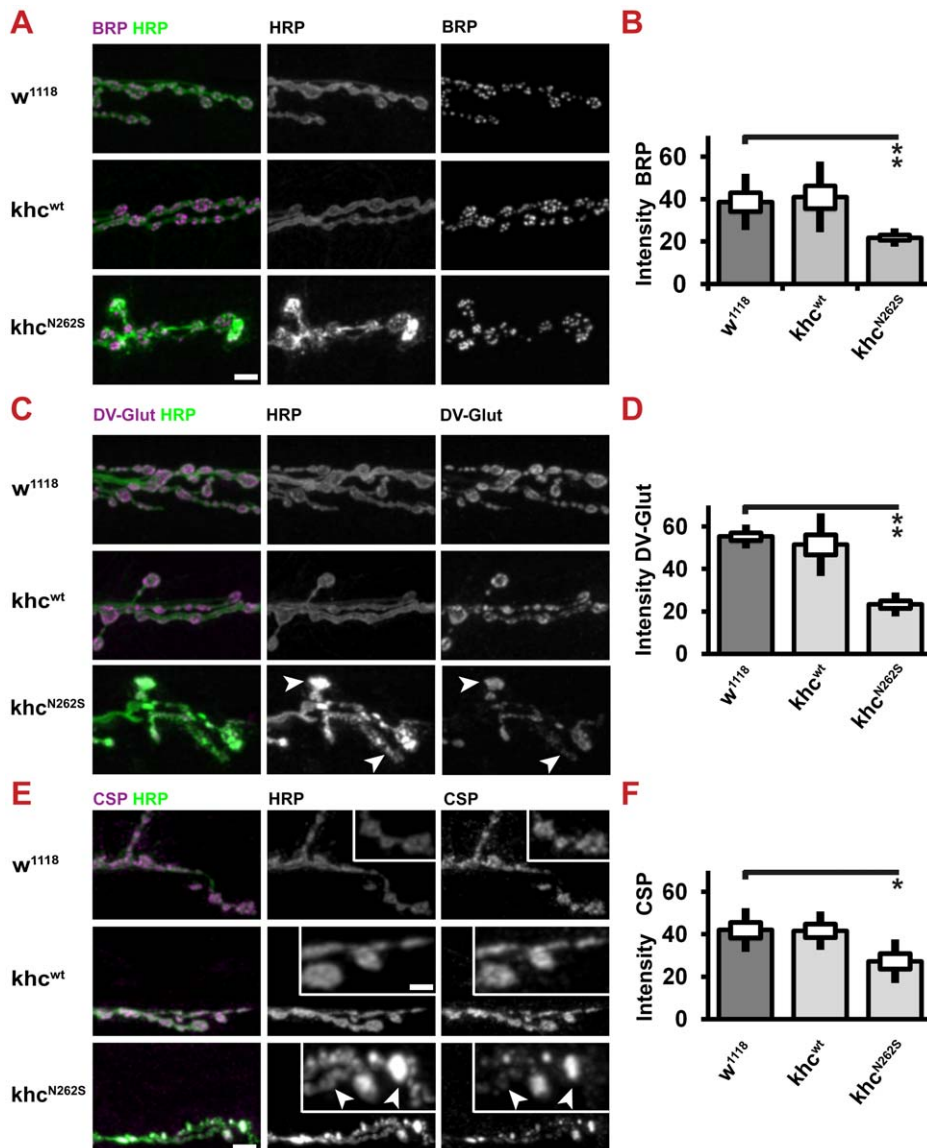 A
BRP HRP
HRP
BRP
w1118
khcwt
khcN262S
B
Intensity BRP
60
40
20
0
**
w1118
khcwt
khcN262S
C
DV-Glut HRP
HRP
DV-Glut
w1118
khcwt
khcN262S
D
Intensity DV-Glut
60
40
20
0
**
w1118
khcwt
khcN262S
E
CSP HRP
HRP
CSP
w1118
khcwt
khcN262S
F
Intensity CSP
60
40
20
0
*
w1118
khcwt
khcN262S